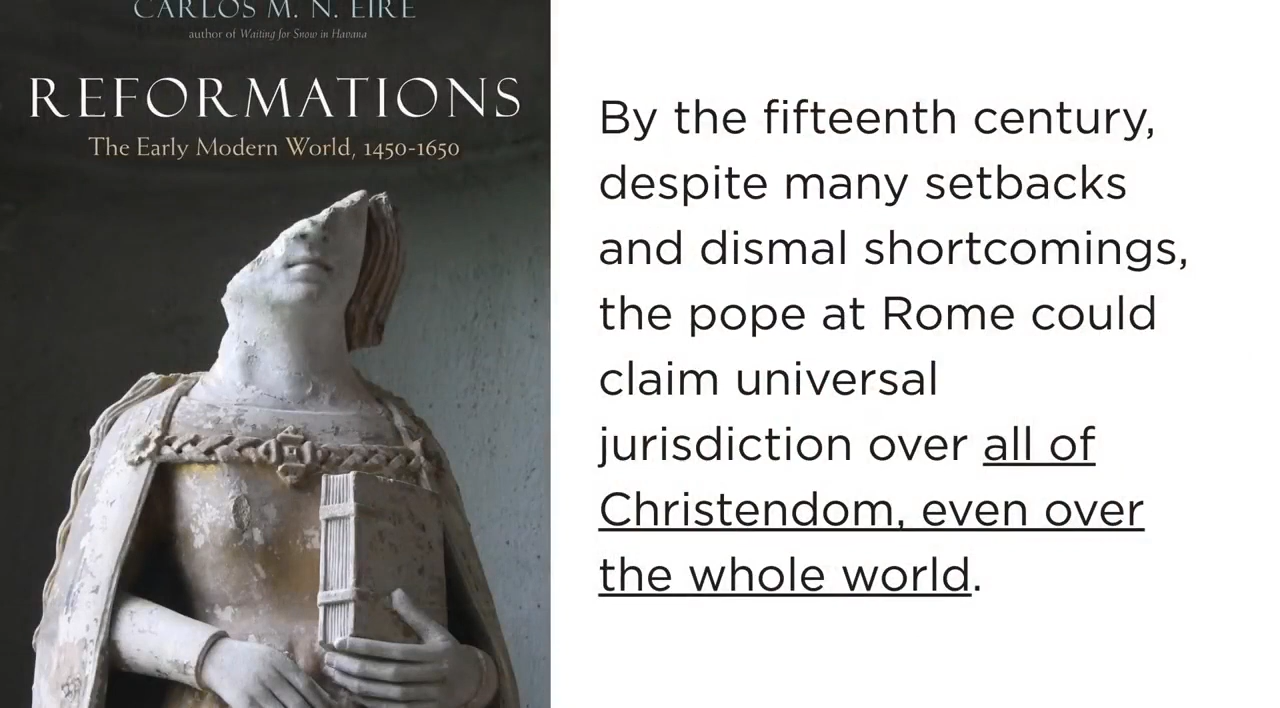 CARLOS M. N. EIRE
author of Waiting for Snow in Havana
REFORMATIONS
The Early Modern World, 1450-1650
By the fifteenth century,
despite many setbacks
and dismal shortcomings,
the pope at Rome could
claim universal
jurisdiction over all of
Christendom, even over
the whole world.